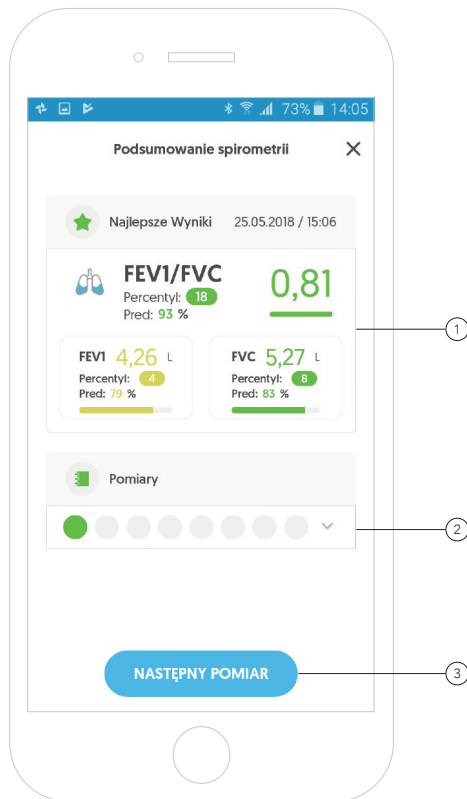 73% 14:05
Podsumowanie spirometrii
Najlepsze Wyniki 25.05.2018 / 15:06
FEV1/FVC 0,81
Percentyl: 18
Pred: 93 %
FEV1 4,26 L
Percentyl: 4
Pred: 79 %
FVC 5,27 L
Percentyl: 8
Pred: 83 %
1
Pomiary
2
NASTĘPNY POMIAR
3